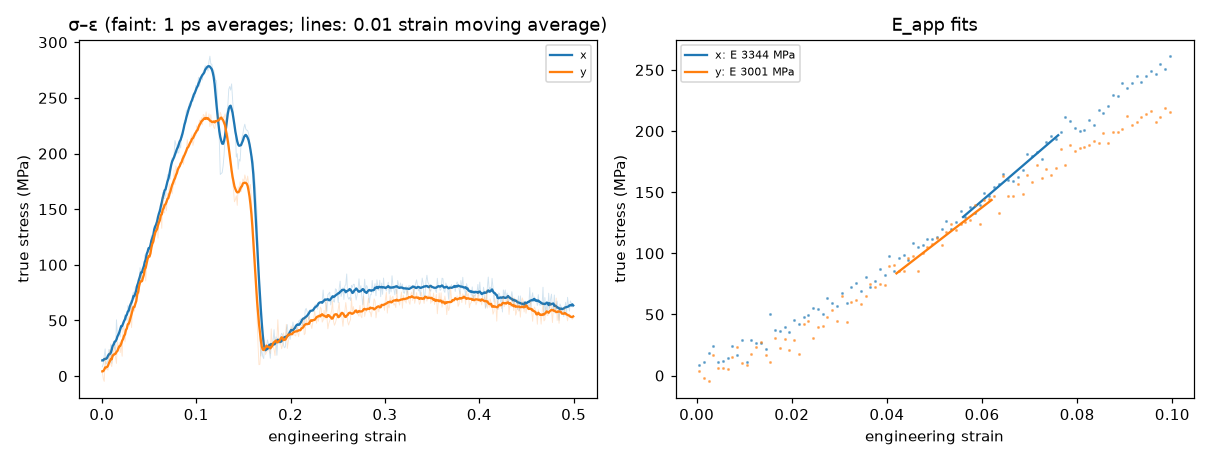 σ–ε (faint: 1 ps averages; lines: 0.01 strain moving average)
300
250
200
150
100
50
0
true stress (MPa)
x
y
0.0
0.1
0.2
0.3
0.4
0.5
engineering strain
E_app fits
250
200
150
100
50
0
true stress (MPa)
x: E 3344 MPa
y: E 3001 MPa
0.00
0.02
0.04
0.06
0.08
0.10
engineering strain